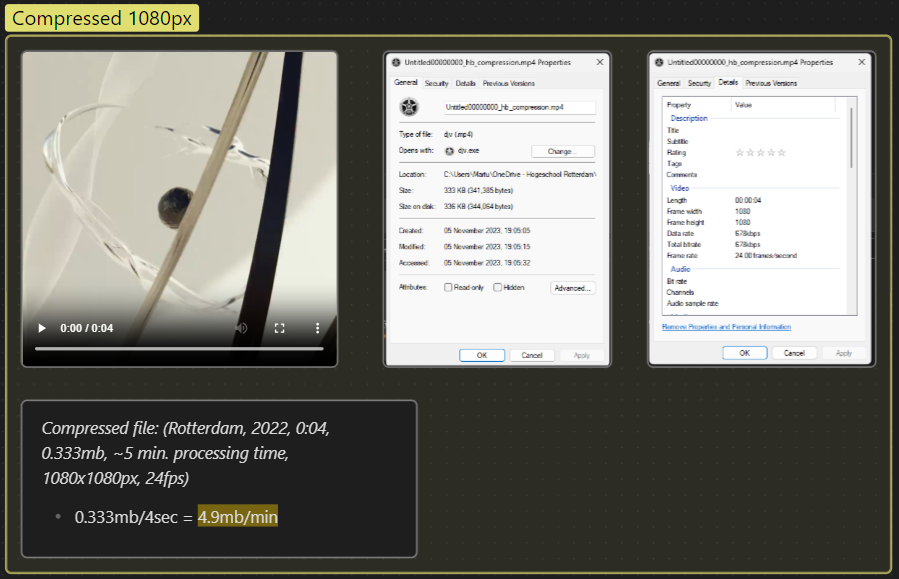 Compressed 1080px
0:00 / 0:04
Untitled00000000_hb_compression.mp4 Properties
General Security Details Previous Versions
Untitled00000000_hb_compression.mp4
Type of file: djv (.mp4)
Opens with: djv.exe Change...
Location: C:\Users\Martu\OneDrive - Hogeschool Rotterdam\
Size: 333 KB (341,385 bytes)
Size on disk: 336 KB (344,064 bytes)
Created: 05 November 2023, 19:05:05
Modified: 05 November 2023, 19:05:15
Accessed: 05 November 2023, 19:05:32
Attributes: Read-only Hidden Advanced...
OK Cancel Apply
Untitled00000000_hb_compression.mp4 Properties
General Security Details Previous Versions
Property Value
Description
Title
Subtitle
Rating
Tags
Comments
Video
Length 00:00:04
Frame width 1080
Frame height 1080
Data rate 678kbps
Total bitrate 678kbps
Frame rate 24.00 frames/second
Audio
Bit rate
Channels
Audio sample rate
Remove Properties and Personal Information
OK Cancel Apply
Compressed file: (Rotterdam, 2022, 0:04,
0.333mb, ~5 min. processing time,
1080x1080px, 24fps)
• 0.333mb/4sec = 4.9mb/min